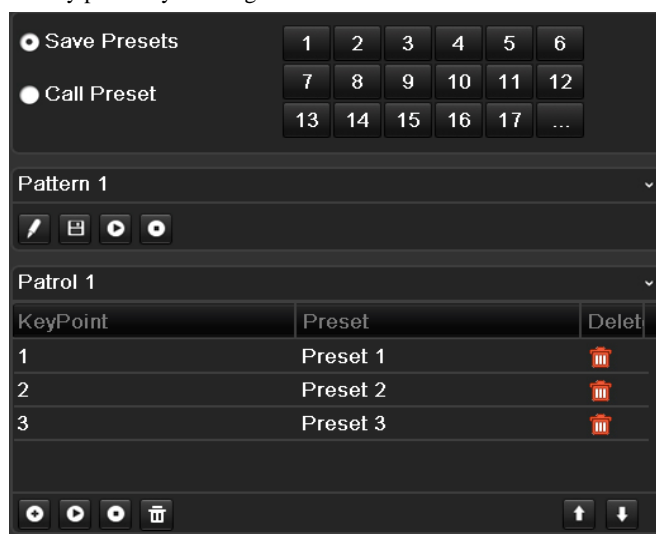 Save Presets
1 2 3 4 5 6
Call Preset
7 8 9 10 11 12
13 14 15 16 17 ...
Pattern 1
Patrol 1
KeyPoint Preset Delet
1 Preset 1
2 Preset 2
3 Preset 3